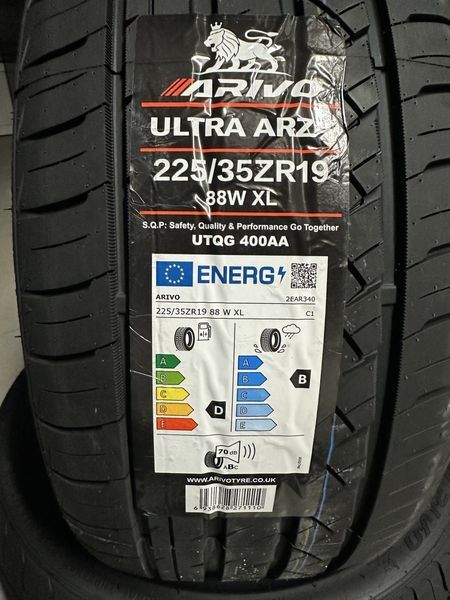 ARIVO
ULTRA ARZ
225/35ZR19
88W XL
S.Q.P: Safety, Quality & Performance Go Together
UTQG 400AA
ENERG
ARIVO 2EAR340
225/35ZR19 88 W XL C1
A A
B B B
C C
D D D
E E
70 dB
ABC
WWW.ARIVOTYRE.CO.UK